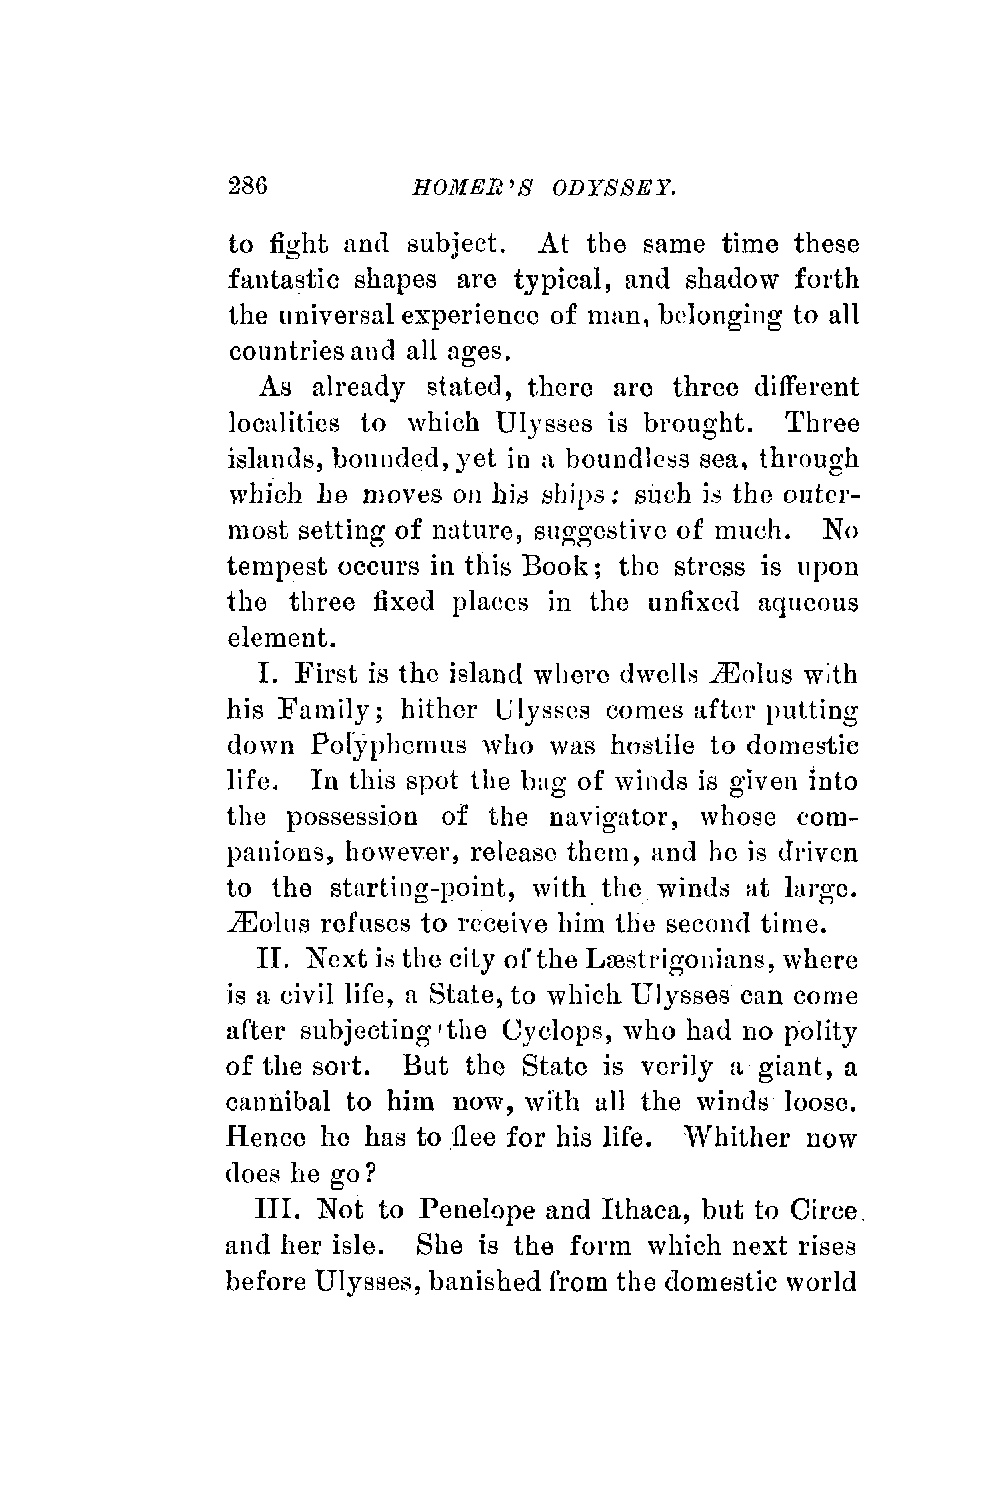 286 HOMER'S ODYSSEY.
to fight and subject. At the same time these
fantastic shapes are typical, and shadow forth
the universal experience of man, belonging to all
countries and all ages.
As already stated, there are three different
localities to which Ulysses is brought. Three
islands, bounded, yet in a boundless sea, through
which he moves on his ships: such is the outer-
most setting of nature, suggestive of much. No
tempest occurs in this Book; the stress is upon
the three fixed places in the unfixed aqueous
element.
I. First is the island where dwells Æolus with
his Family; hither Ulysses comes after putting
down Polyphemus who was hostile to domestic
life. In this spot the bag of winds is given into
the possession of the navigator, whose com-
panions, however, release them, and he is driven
to the starting-point, with the winds at large.
Æolus refuses to receive him the second time.
II. Next is the city of the Læstrigonians, where
is a civil life, a State, to which Ulysses can come
after subjecting the Cyclops, who had no polity
of the sort. But the State is verily a giant, a
cannibal to him now, with all the winds loose.
Hence he has to flee for his life. Whither now
does he go?
III. Not to Penelope and Ithaca, but to Circe
and her isle. She is the form which next rises
before Ulysses, banished from the domestic world